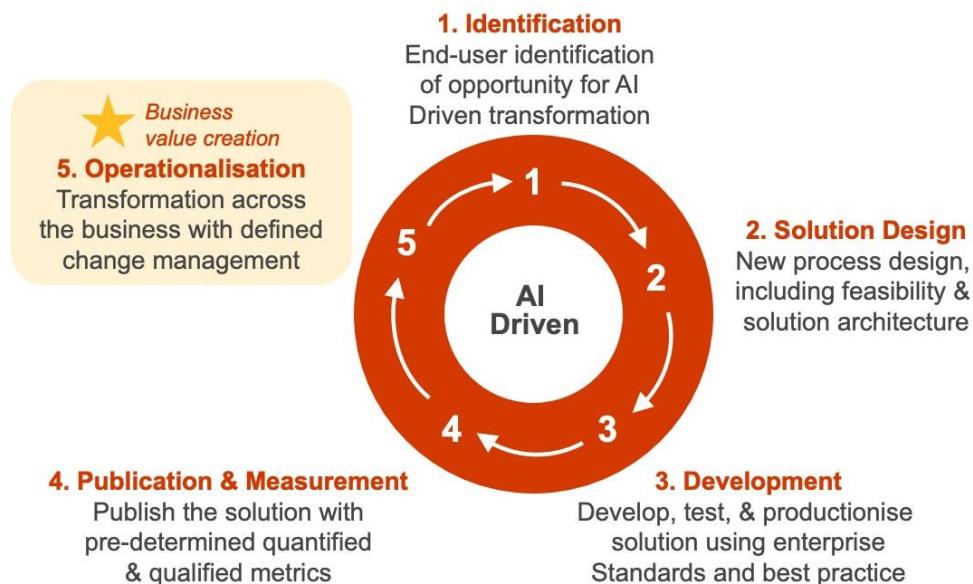 1. Identification
End-user identification
of opportunity for AI
Driven transformation
Business
value creation
5. Operationalisation
Transformation across
the business with defined
change management
1
2
3
4
5
AI
Driven
2. Solution Design
New process design,
including feasibility &
solution architecture
3. Development
Develop, test, & productionise
solution using enterprise
Standards and best practice
4. Publication & Measurement
Publish the solution with
pre-determined quantified
& qualified metrics